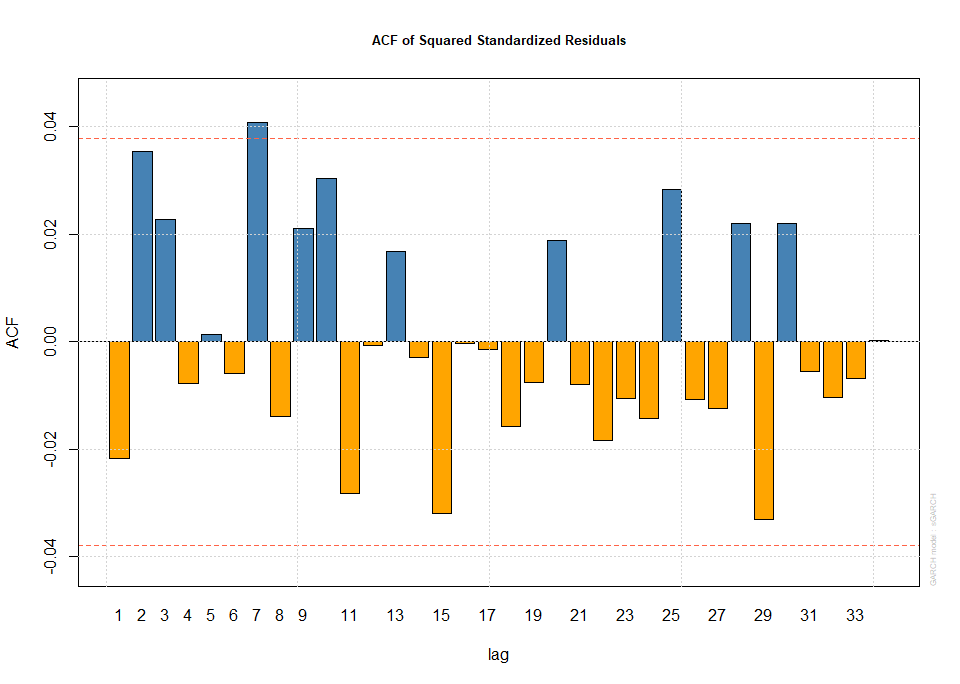 ACF of Squared Standardized Residuals
ACF
0.04
0.02
0.00
-0.02
-0.04
1 2 3 4 5 6 7 8 9 11 13 15 17 19 21 23 25 27 29 31 33
lag
GARCH model : sGARCH